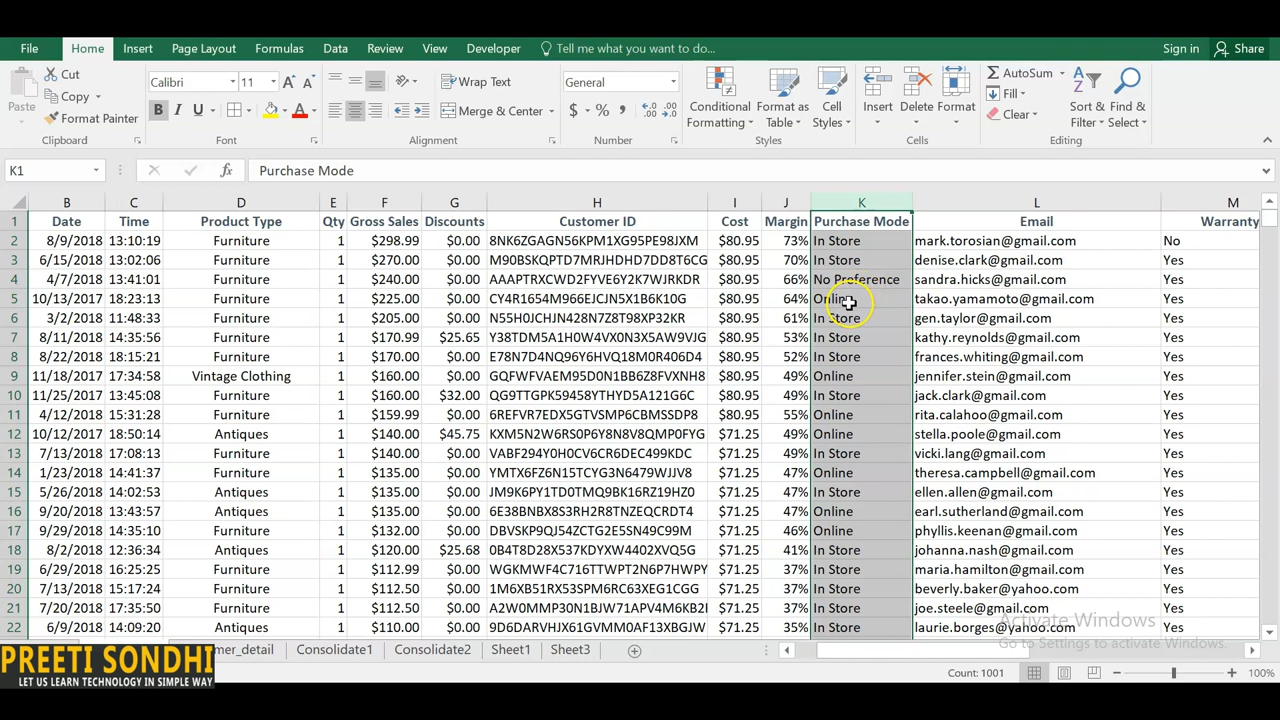 File Home Insert Page Layout Formulas Data Review View Developer Tell me what you want to do... Sign in Share
Paste Cut Copy Format Painter
Calibri 11
B I U
Wrap Text
Merge & Center
General
$ %
Conditional Formatting Format as Table Cell Styles
Insert Delete Format
AutoSum Fill Clear
Sort & Filter Find & Select
Clipboard Font Alignment Number Styles Cells Editing
K1 fx Purchase Mode
B C D E F G H I J K L M
1 Date Time Product Type Qty Gross Sales Discounts Customer ID Cost Margin Purchase Mode Email Warranty
2 8/9/2018 13:10:19 Furniture 1 $298.99 $0.00 8NK6ZGAGN56KPM1XG95PE98JXM $80.95 73% In Store mark.torosian@gmail.com No
3 6/15/2018 13:02:06 Furniture 1 $270.00 $0.00 M90BSKQPTD7MRJHDHD7DD8T6CG $80.95 70% In Store denise.clark@gmail.com Yes
4 4/7/2018 13:41:01 Furniture 1 $240.00 $0.00 AAAPTRXCWD2FYVE6Y2K7WJRKDR $80.95 66% No Preference sandra.hicks@gmail.com Yes
5 10/13/2017 18:23:13 Furniture 1 $225.00 $0.00 CY4R1654M966EJCJN5X1B6K10G $80.95 64% Online takao.yamamoto@gmail.com Yes
6 3/2/2018 11:48:33 Furniture 1 $205.00 $0.00 N55H0JCHJN428N7Z8T98XP32KR $80.95 61% In Store gen.taylor@gmail.com Yes
7 8/11/2018 14:35:56 Furniture 1 $170.99 $25.65 Y38TDM5A1H0W4VX0N3X5AW9VJG $80.95 53% In Store kathy.reynolds@gmail.com Yes
8 8/22/2018 18:15:21 Furniture 1 $170.00 $0.00 E78N7D4NQ96Y6HVAQ18M0R406D4 $80.95 52% In Store frances.whiting@gmail.com Yes
9 11/18/2017 17:34:58 Vintage Clothing 1 $160.00 $0.00 GQFWFVAEM95D0N1BB6Z8FVXNH8 $80.95 49% Online jennifer.stein@gmail.com Yes
10 11/25/2017 13:45:08 Furniture 1 $160.00 $32.00 QG9TTGPK59458YTHYD5A1W121G6C $80.95 49% In Store jack.clark@gmail.com Yes
11 4/12/2018 15:31:28 Furniture 1 $159.99 $0.00 6REFVR7EDX5GTVSMP6CBMSSDP8 $80.95 55% Online rita.calahoo@gmail.com Yes
12 10/12/2017 18:50:14 Antiques 1 $140.00 $45.75 KXM5N2W6RS0P6Y8N8V8QMP0FYG $71.25 49% Online stella.poole@gmail.com Yes
13 7/13/2018 17:08:13 Furniture 1 $140.00 $0.00 VABF294Y0H0VCR6GJEVN5TWBZ0 $71.25 49% In Store vicki.lang@gmail.com Yes
14 1/23/2018 14:41:37 Furniture 1 $135.00 $0.00 YMTX6FZ6N15TCYG3N6479WJJV8 $71.25 47% Online theresa.campbell@gmail.com Yes
15 5/26/2018 14:02:53 Antiques 1 $135.00 $0.00 JM9K6PY1TD0TMQ9BK16RZ19HZ0 $71.25 47% In Store ellen.allen@gmail.com Yes
16 5/20/2018 13:43:57 Antiques 1 $135.00 $0.00 6E38BNBX8S3RH2R8TNZEQCRDT4 $71.25 47% Online earl.sutherland@gmail.com Yes
17 9/29/2018 14:35:10 Furniture 1 $132.00 $0.00 DBVSKP9QJ54ZCTG2E5SN49C99M $71.25 46% Online phyllis.keenan@gmail.com Yes
18 8/2/2018 12:36:34 Antiques 1 $120.00 $25.68 0B4T8D28X537KDYXW4402XVQ5G $71.25 41% In Store johanna.nash@gmail.com Yes
19 6/29/2018 16:25:25 Furniture 1 $112.99 $0.00 WGKMWF4C716TTWPT2N6P7HWPY $71.25 37% In Store maria.hamilton@gmail.com Yes
20 7/13/2018 15:17:24 Furniture 1 $112.50 $0.00 1M6XB51RX53SPM6RC63XEG1CGG $71.25 37% In Store beverly.baker@yahoo.com Yes
21 7/20/2018 17:35:50 Furniture 1 $112.50 $0.00 A2W0MMP30N1BJW71APV4M6KB2 $71.25 37% In Store joe.steele@gmail.com Yes
22 6/9/2018 14:09:20 Antiques 1 $110.00 $0.00 9D6DARVHJX61GVMM0AF13XBGJW $71.25 35% In Store laurie.borges@yahoo.com Yes
Activate Windows
Go to Settings to activate Windows.
mer_detail lidate1 Consolidate2 Sheet1 Sheet3
PREETI SONDHI
LET US LEARN TECHNOLOGY IN SIMPLE WAY
Count: 1001 100%